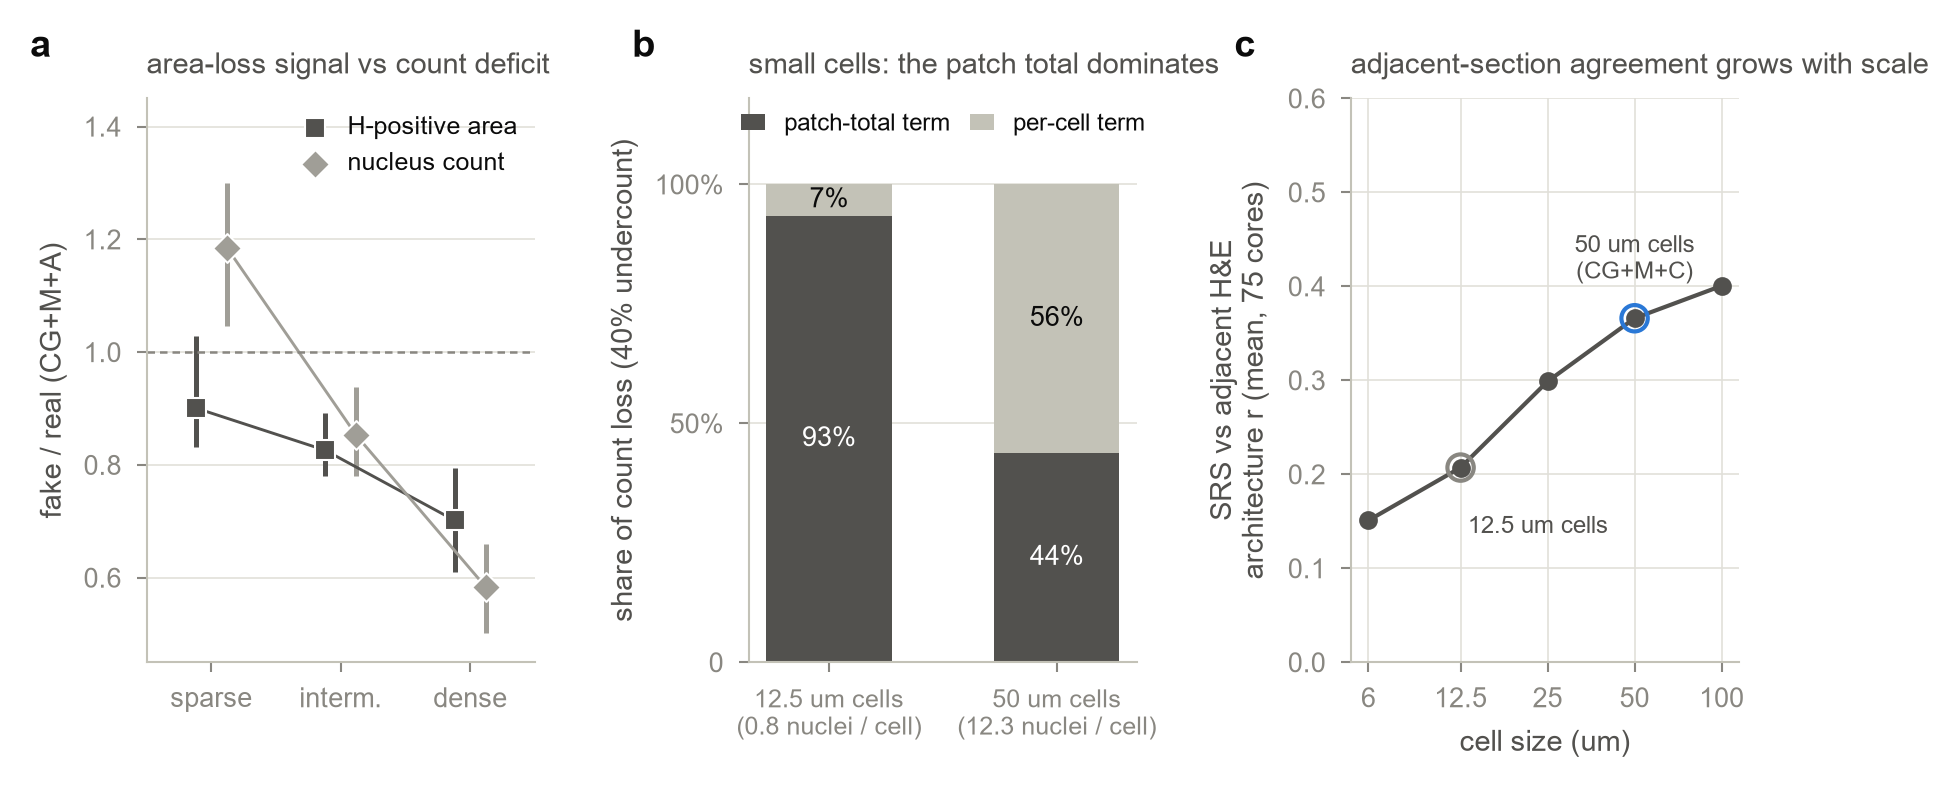 a
area-loss signal vs count deficit
H-positive area
nucleus count
fake / real (CG+M+A)
1.4
1.2
1.0
0.8
0.6
sparse
interm.
dense
b
small cells: the patch total dominates
patch-total term
per-cell term
share of count loss (40% undercount)
100%
50%
0
7%
93%
56%
44%
12.5 um cells
(0.8 nuclei / cell)
50 um cells
(12.3 nuclei / cell)
c
adjacent-section agreement grows with scale
SRS vs adjacent H&E
architecture r (mean, 75 cores)
0.6
0.5
0.4
0.3
0.2
0.1
0.0
50 um cells
(CG+M+C)
12.5 um cells
6
12.5
25
50
100
cell size (um)